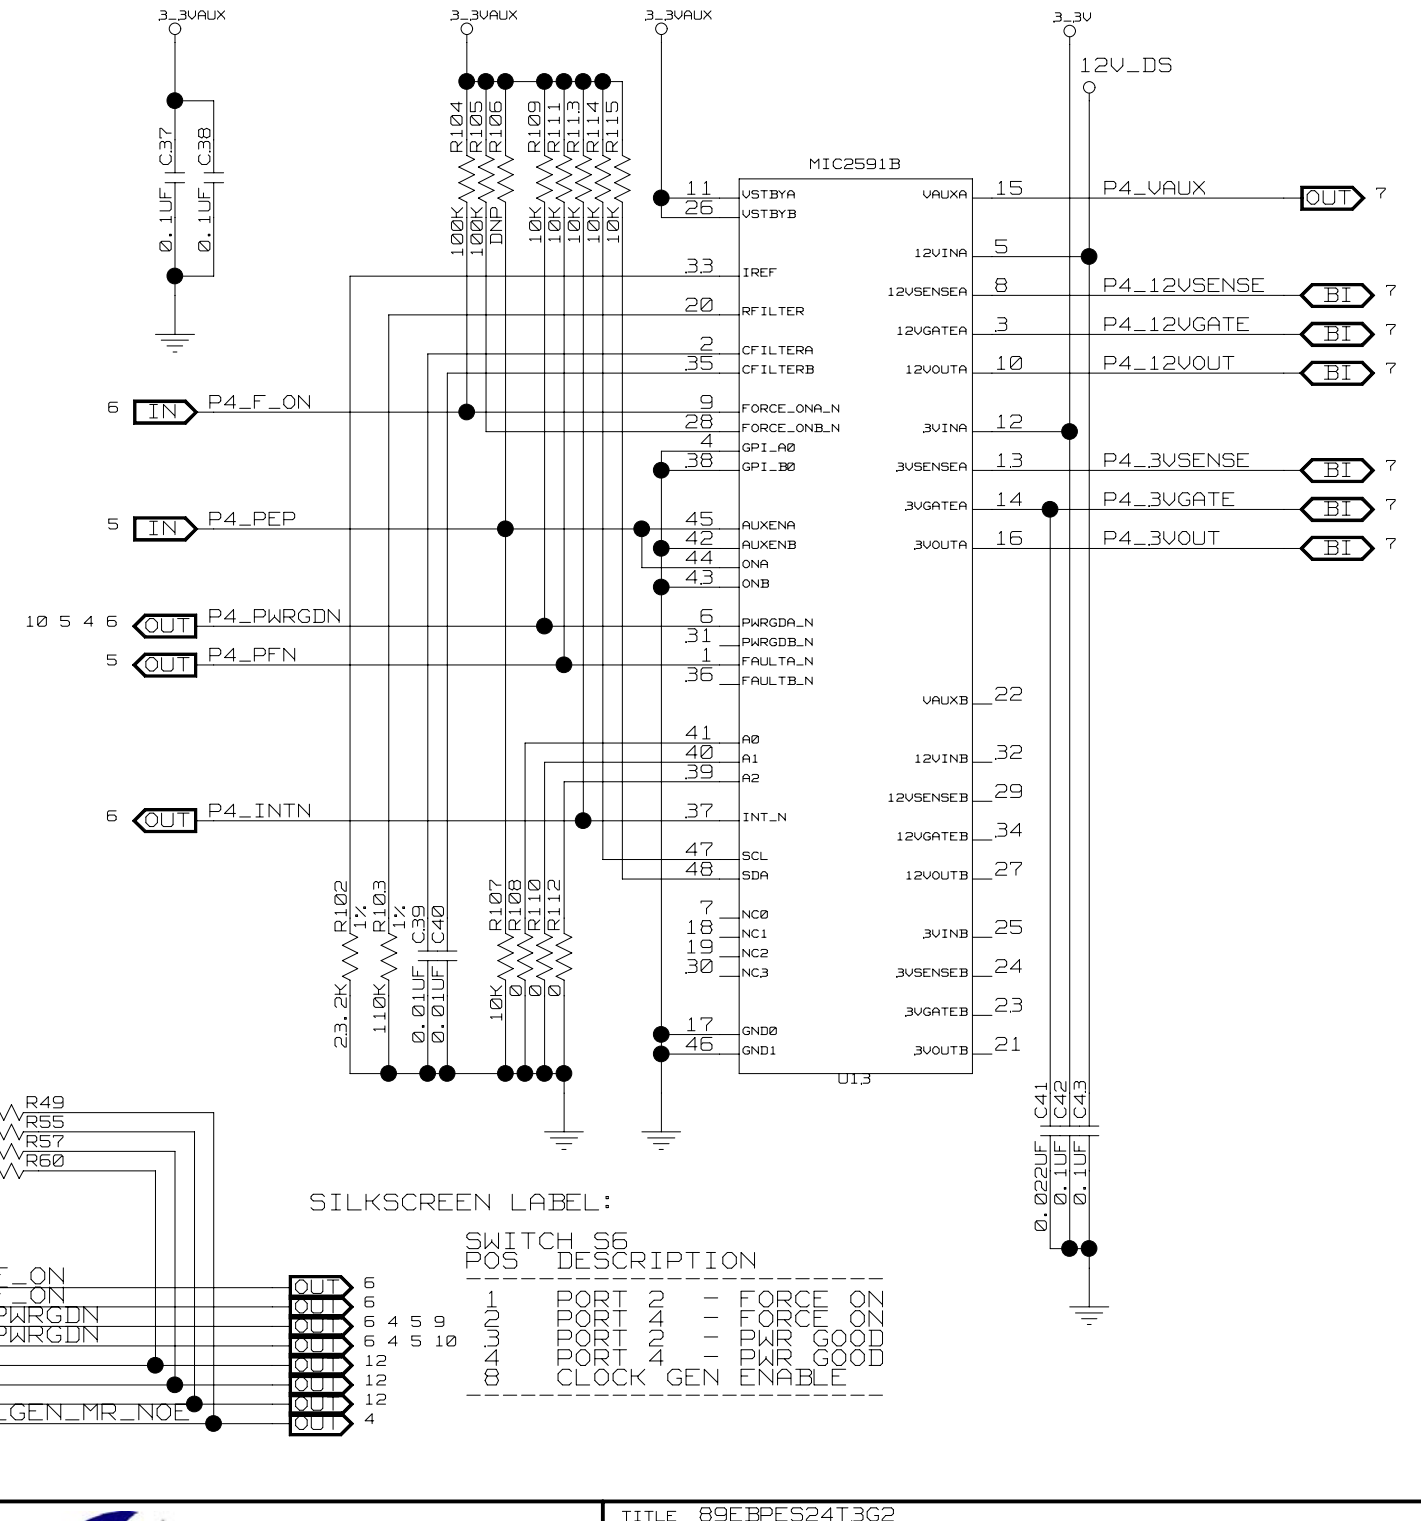 3_3VAUX
3_3VAUX
3_3VAUX
3_3V
12V_DS
C37
0.1UF
C38
0.1UF
R104
100K
R105
100K
R106
DNP
R109
10K
R111
10K
R113
10K
R114
10K
R115
10K
MIC2591B
11 VSTBYA
26 VSTBYB
33 IREF
20 RFILTER
2 CFILTERA
35 CFILTERB
6 IN P4_F_ON 9 FORCE_ONA_N
28 FORCE_ONB_N
4 GPI_A0
38 GPI_B0
5 IN P4_PEP 45 AUXENA
42 AUXENB
44 ONA
43 ONB
10 5 4 6 OUT P4_PWRGDN 6 PWRGDA_N
31 PWRGDB_N
5 OUT P4_PFN 1 FAULTA_N
36 FAULTB_N
41 A0
40 A1
39 A2
6 OUT P4_INTN 37 INT_N
47 SCL
48 SDA
7 NC0
18 NC1
19 NC2
30 NC3
17 GND0
46 GND1
U13
VAUXA 15 P4_VAUX OUT 7
12VINA 5
12VSENSEA 8 P4_12VSENSE BI 7
12VGATEA 3 P4_12VGATE BI 7
12VOUTA 10 P4_12VOUT BI 7
3VINA 12
3VSENSEA 13 P4_3VSENSE BI 7
3VGATEA 14 P4_3VGATE BI 7
3VOUTA 16 P4_3VOUT BI 7
VAUXB 22
12VINB 32
12VSENSEB 29
12VGATEB 34
12VOUTB 27
3VINB 25
3VSENSEB 24
3VGATEB 23
3VOUTB 21
R102
1%
23.2K
R103
1%
110K
C39
0.01UF
C40
0.01UF
R107
10K
R108
0
R110
0
R112
0
C41
0.022UF
C42
0.1UF
C43
0.1UF
R49
R55
R57
R60
F_ON OUT 6
F_ON OUT 6
PWRGDN OUT 6 4 5 9
PWRGDN OUT 6 4 5 10
OUT 12
OUT 12
OUT 12
_GEN_MR_NOE OUT 4
SILKSCREEN LABEL:
SWITCH S6
POS DESCRIPTION
1 PORT 2 - FORCE ON
2 PORT 4 - FORCE ON
3 PORT 2 - PWR GOOD
4 PORT 4 - PWR GOOD
8 CLOCK GEN ENABLE
TITLE 89EBPES24T3G2